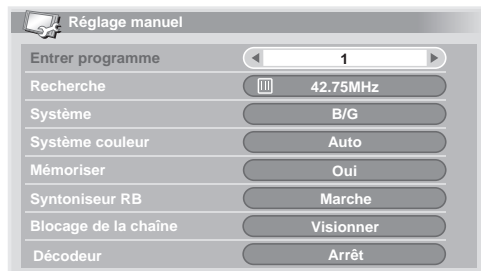 Réglage manuel
Entrer programme 1
Recherche 42.75MHz
Système B/G
Système couleur Auto
Mémoriser Oui
Syntoniseur RB Marche
Blocage de la chaîne Visionner
Décodeur Arrêt